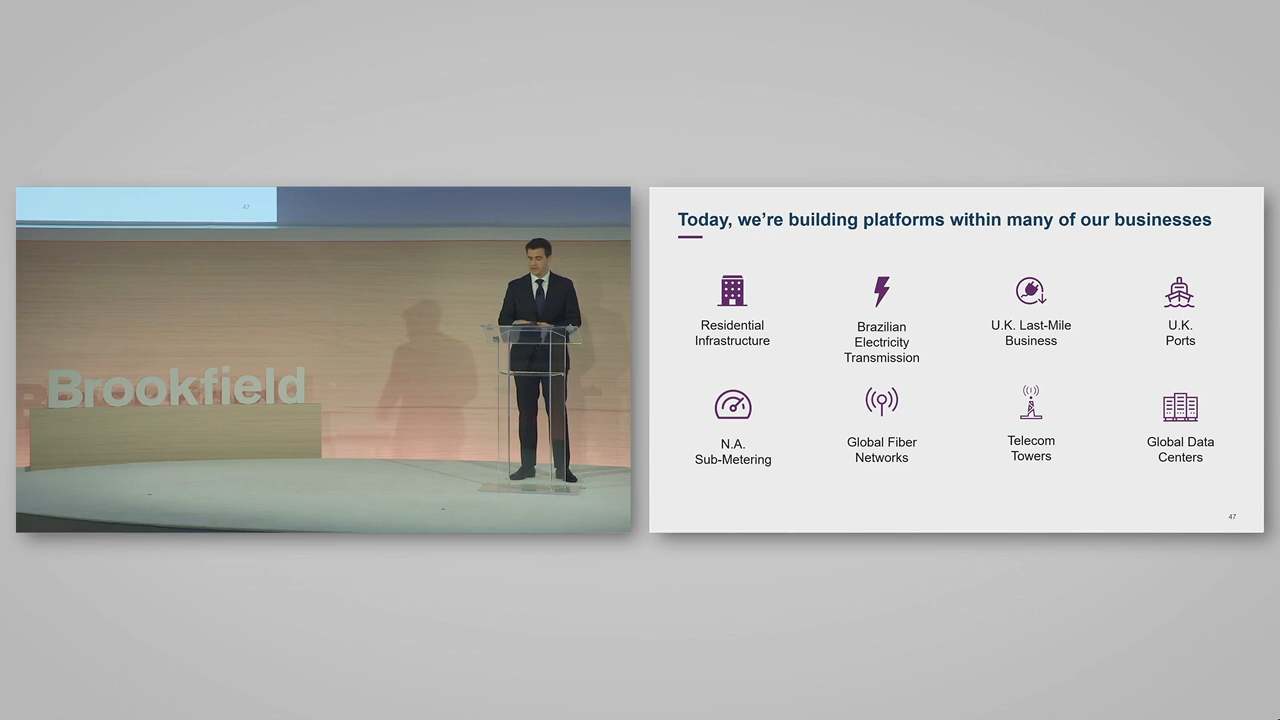 47
Brookfield
Today, we're building platforms within many of our businesses
Residential
Infrastructure
Brazilian
Electricity
Transmission
U.K. Last-Mile
Business
U.K.
Ports
N.A.
Sub-Metering
Global Fiber
Networks
Telecom
Towers
Global Data
Centers
47